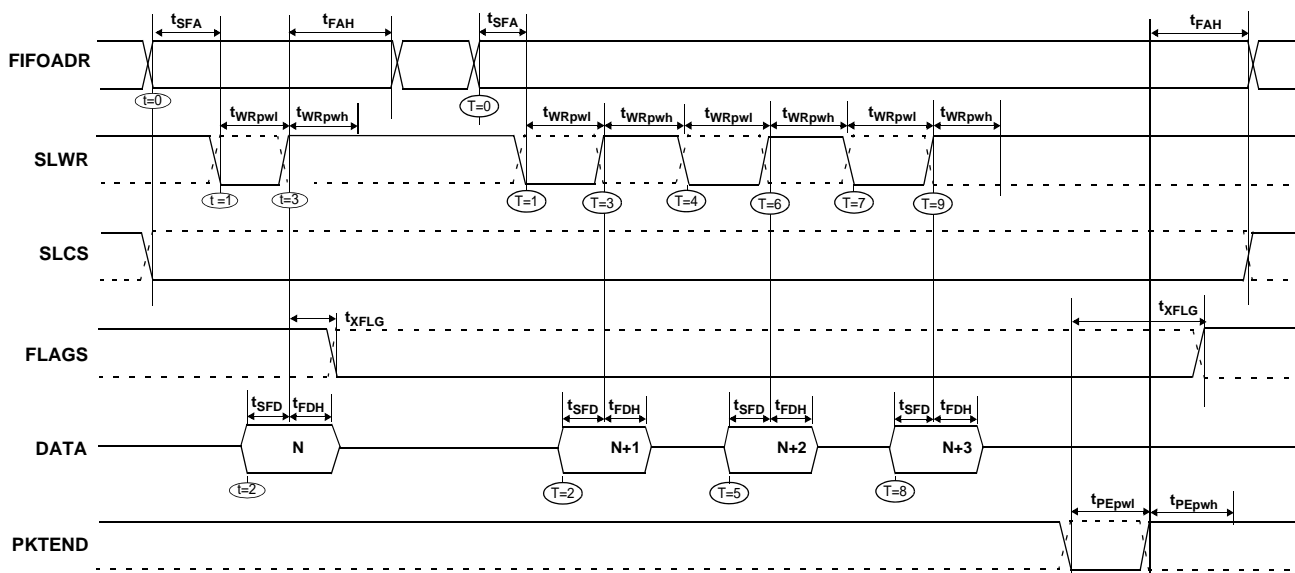 tSFA tFAH tSFA tFAH
FIFOADR
t=0 T=0
tWRpwl tWRpwh tWRpwl tWRpwh tWRpwl tWRpwh tWRpwl tWRpwh
SLWR
t =1 t=3 T=1 T=3 T=4 T=6 T=7 T=9
SLCS
tXFLG tXFLG
FLAGS
tSFD tFDH tSFD tFDH tSFD tFDH tSFD tFDH
DATA N N+1 N+2 N+3
t=2 T=2 T=5 T=8
tPEpwl tPEpwh
PKTEND